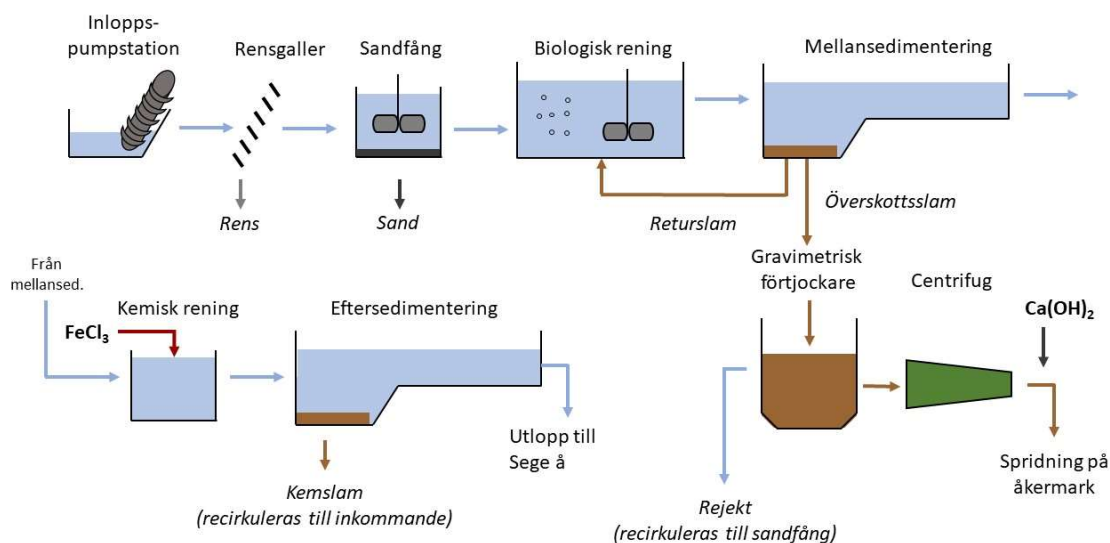 Inlopps-
pumpstation
Rensgaller
Sandfång
Biologisk rening
Mellansedimentering
Rens
Sand
Returslam
Överskottsslam
Från
mellansed.
Kemisk rening
FeCl3
Eftersedimentering
Gravimetrisk
förtjockare
Centrifug
Ca(OH)2
Utlopp till
Sege å
Kemslam
(recirkuleras till inkommande)
Rejekt
(recirkuleras till sandfång)
Spridning på
åkermark